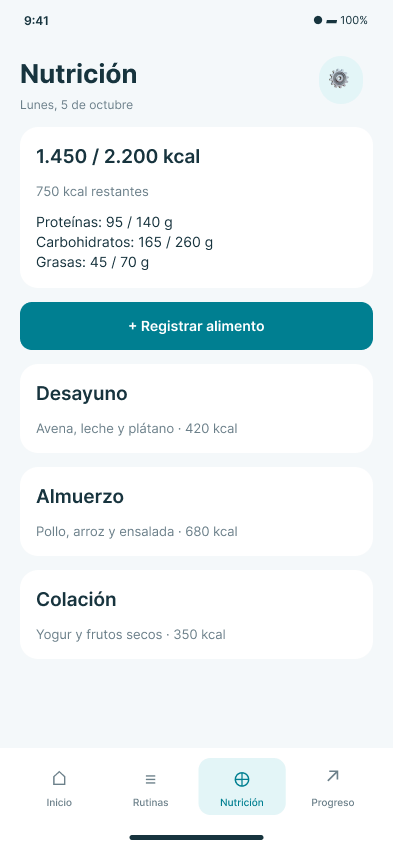 9:41
100%
Nutrición
Lunes, 5 de octubre
1.450 / 2.200 kcal
750 kcal restantes
Proteínas: 95 / 140 g
Carbohidratos: 165 / 260 g
Grasas: 45 / 70 g
+ Registrar alimento
Desayuno
Avena, leche y plátano · 420 kcal
Almuerzo
Pollo, arroz y ensalada · 680 kcal
Colación
Yogur y frutos secos · 350 kcal
Inicio
Rutinas
Nutrición
Progreso